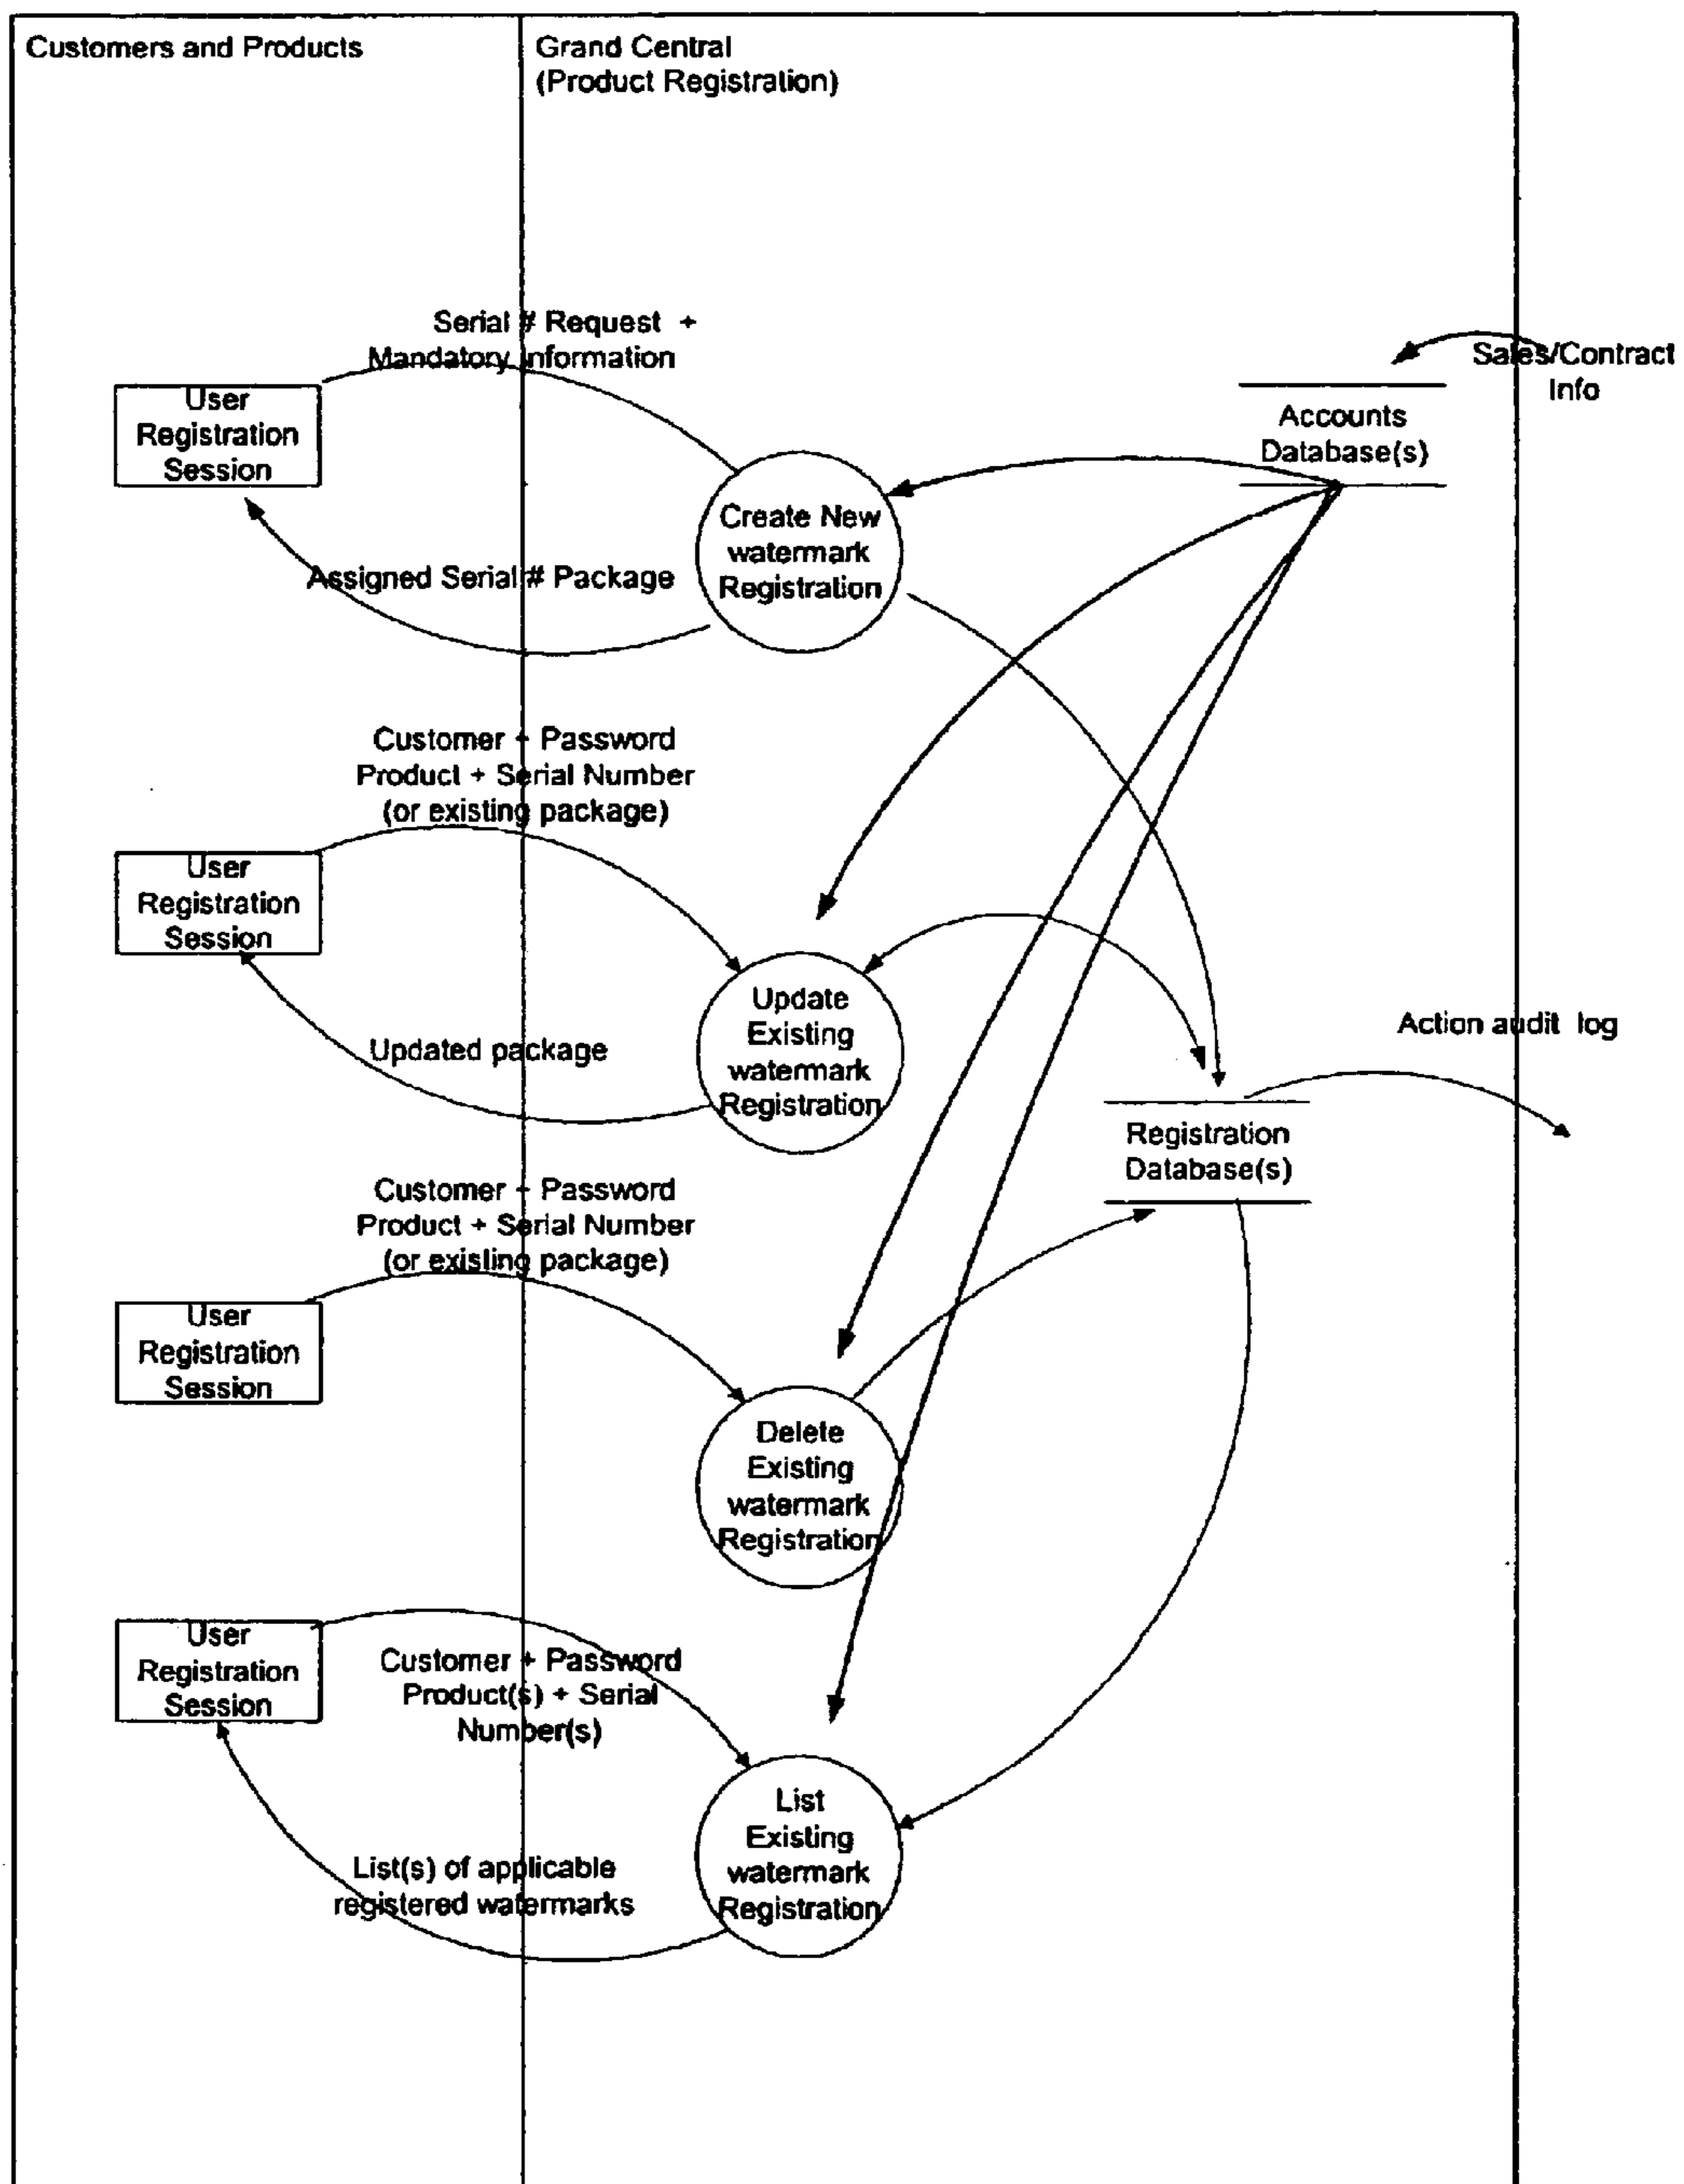 Customers and Products
Grand Central
(Product Registration)
Serial # Request +
Mandatory Information
Sales/Contract
Info
User
Registration
Session
Accounts
Database(s)
Create New
watermark
Registration
Assigned Serial # Package
Customer + Password
Product + Serial Number
(or existing package)
User
Registration
Session
Update
Existing
watermark
Registration
Updated package
Action audit log
Registration
Database(s)
Customer + Password
Product + Serial Number
(or existing package)
User
Registration
Session
Delete
Existing
watermark
Registration
User
Registration
Session
Customer + Password
Product(s) + Serial
Number(s)
List
Existing
watermark
Registration
List(s) of applicable
registered watermarks